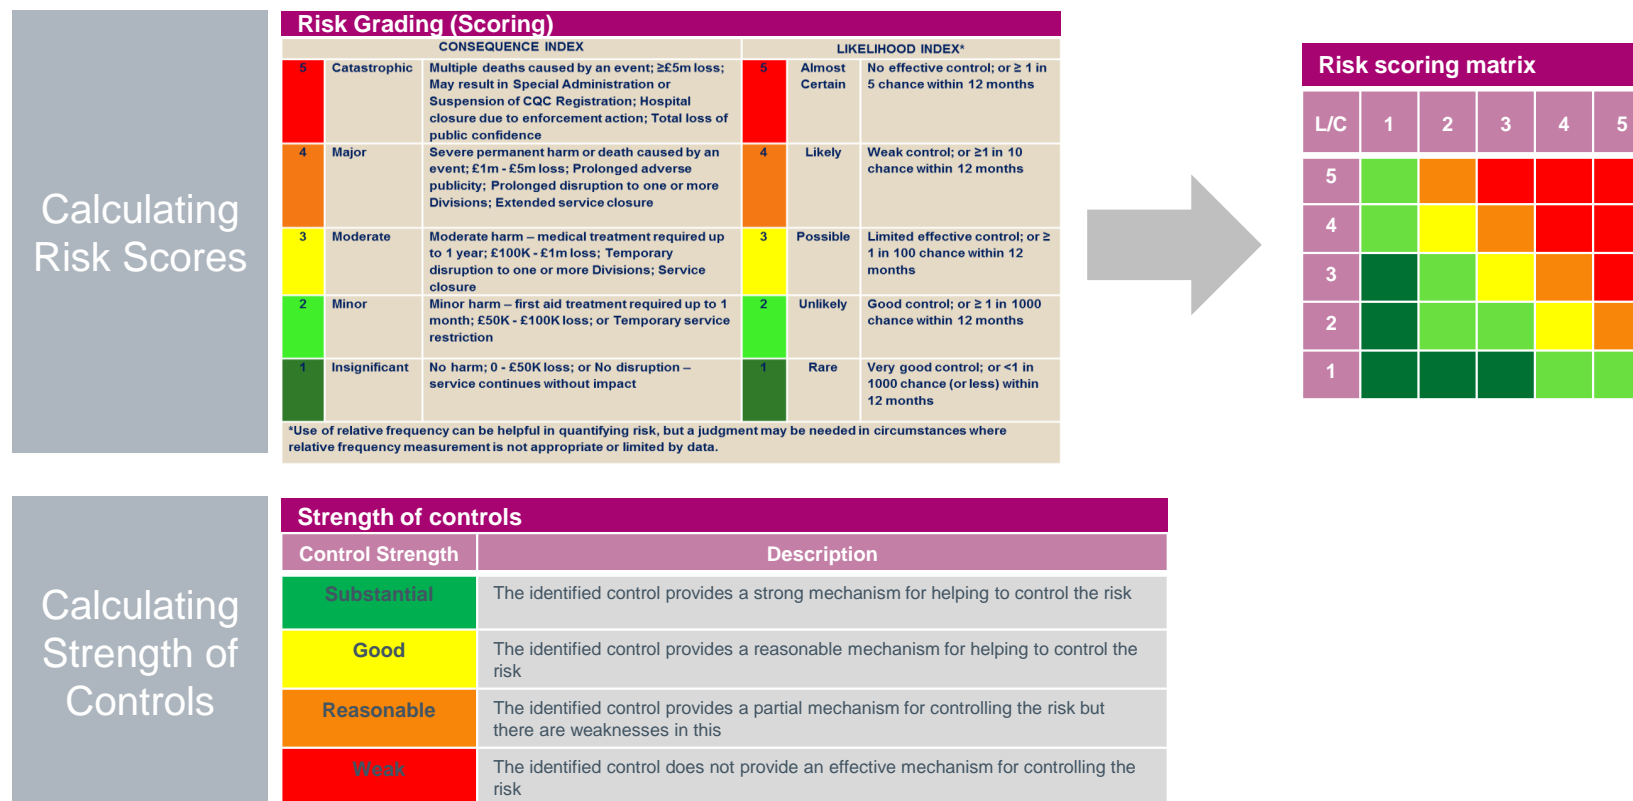 Calculating
Risk Scores
Risk Grading (Scoring)
CONSEQUENCE INDEX
LIKELIHOOD INDEX*
5
Catastrophic
Multiple deaths caused by an event; ≥£5m loss;
May result in Special Administration or
Suspension of CQC Registration; Hospital
closure due to enforcement action; Total loss of
public confidence
5
Almost
Certain
No effective control; or ≥ 1 in
5 chance within 12 months
4
Major
Severe permanent harm or death caused by an
event; £1m - £5m loss; Prolonged adverse
publicity; Prolonged disruption to one or more
Divisions; Extended service closure
4
Likely
Weak control; or ≥1 in 10
chance within 12 months
3
Moderate
Moderate harm – medical treatment required up
to 1 year; £100K - £1m loss; Temporary
disruption to one or more Divisions; Service
closure
3
Possible
Limited effective control; or ≥
1 in 100 chance within 12
months
2
Minor
Minor harm – first aid treatment required up to 1
month; £50K - £100K loss; or Temporary service
restriction
2
Unlikely
Good control; or ≥ 1 in 1000
chance within 12 months
1
Insignificant
No harm; 0 - £50K loss; or No disruption –
service continues without impact
1
Rare
Very good control; or <1 in
1000 chance (or less) within
12 months
*Use of relative frequency can be helpful in quantifying risk, but a judgment may be needed in circumstances where
relative frequency measurement is not appropriate or limited by data.
Risk scoring matrix
L/C 1 2 3 4 5
5
4
3
2
1
Calculating
Strength of
Controls
Strength of controls
Control Strength
Description
Substantial
The identified control provides a strong mechanism for helping to control the risk
Good
The identified control provides a reasonable mechanism for helping to control the
risk
Reasonable
The identified control provides a partial mechanism for controlling the risk but
there are weaknesses in this
Weak
The identified control does not provide an effective mechanism for controlling the
risk